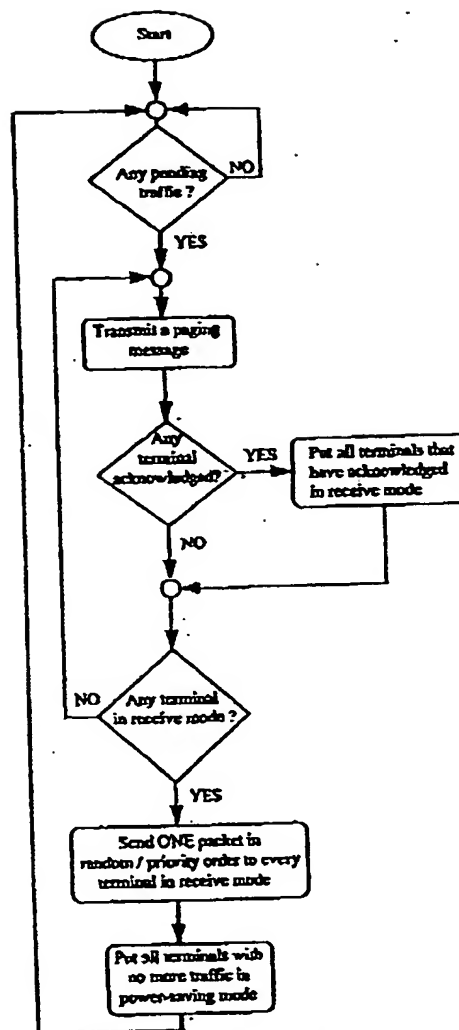 Start
Any pending
traffic ?
NO
YES
Transmit a paging
message
Any
terminal
acknowledged?
YES
Put all terminals that
have acknowledged
in receive mode
NO
NO
Any terminal
in receive mode ?
YES
Send ONE packet in
random / priority order to every
terminal in receive mode
Put all terminals with
no more traffic in
power-saving mode